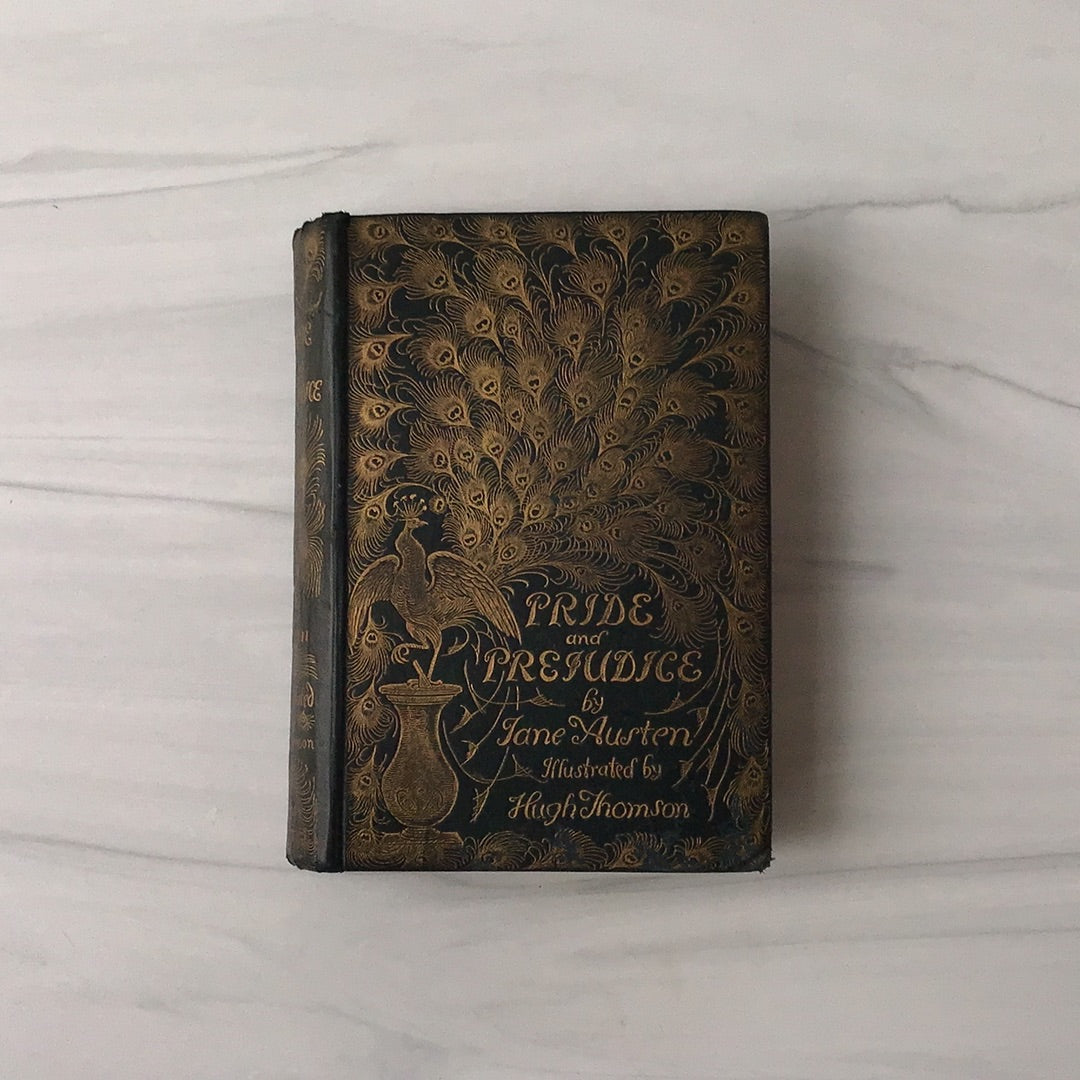 PRIDE
and
PREJUDICE
by
Jane Austen
Illustrated by
Hugh Thomson